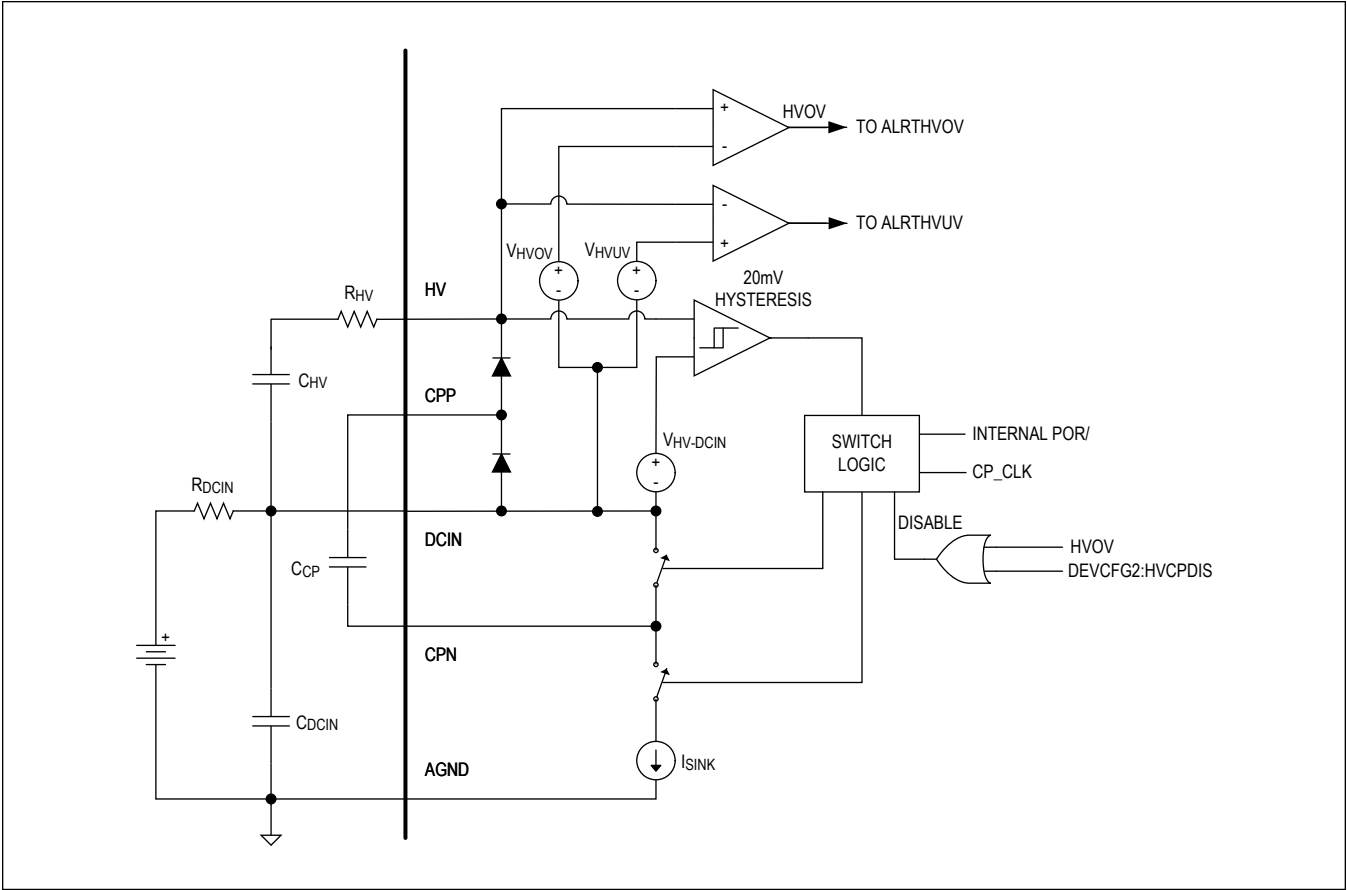 HVOV
TO ALRTHVOV
+
-
-
+
TO ALRTHVUV
VHVOV
VHVUV
+
-
+
-
20mV
HYSTERESIS
RHV
HV
CHV
CPP
VHV-DCIN
+
-
SWITCH
LOGIC
INTERNAL POR/
CP_CLK
RDCIN
DCIN
DISABLE
HVOV
DEVCFG2:HVCPDIS
CCP
CPN
+
CDCIN
AGND
ISINK